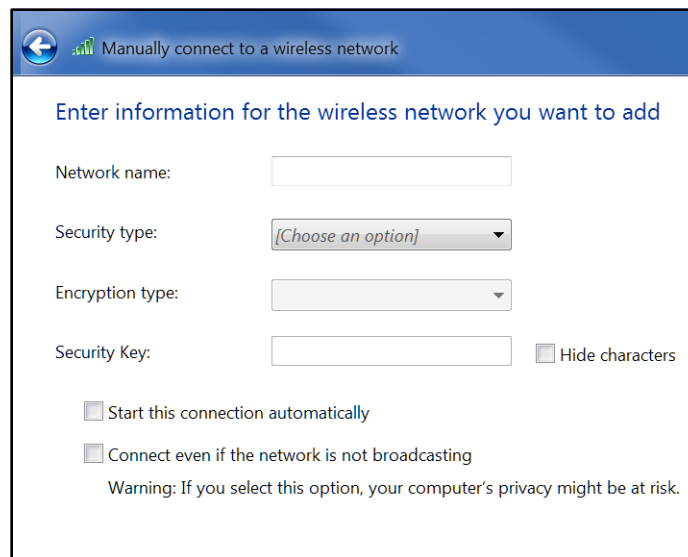 Manually connect to a wireless network
Enter information for the wireless network you want to add
Network name:
Security type:
[Choose an option]
Encryption type:
Security Key:
Hide characters
Start this connection automatically
Connect even if the network is not broadcasting
Warning: If you select this option, your computer's privacy might be at risk.